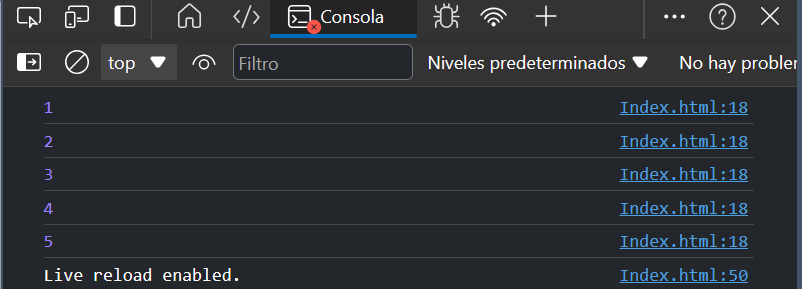 Consola
top
Filtro
Niveles predeterminados
No hay probler
1 Index.html:18
2 Index.html:18
3 Index.html:18
4 Index.html:18
5 Index.html:18
Live reload enabled. Index.html:50